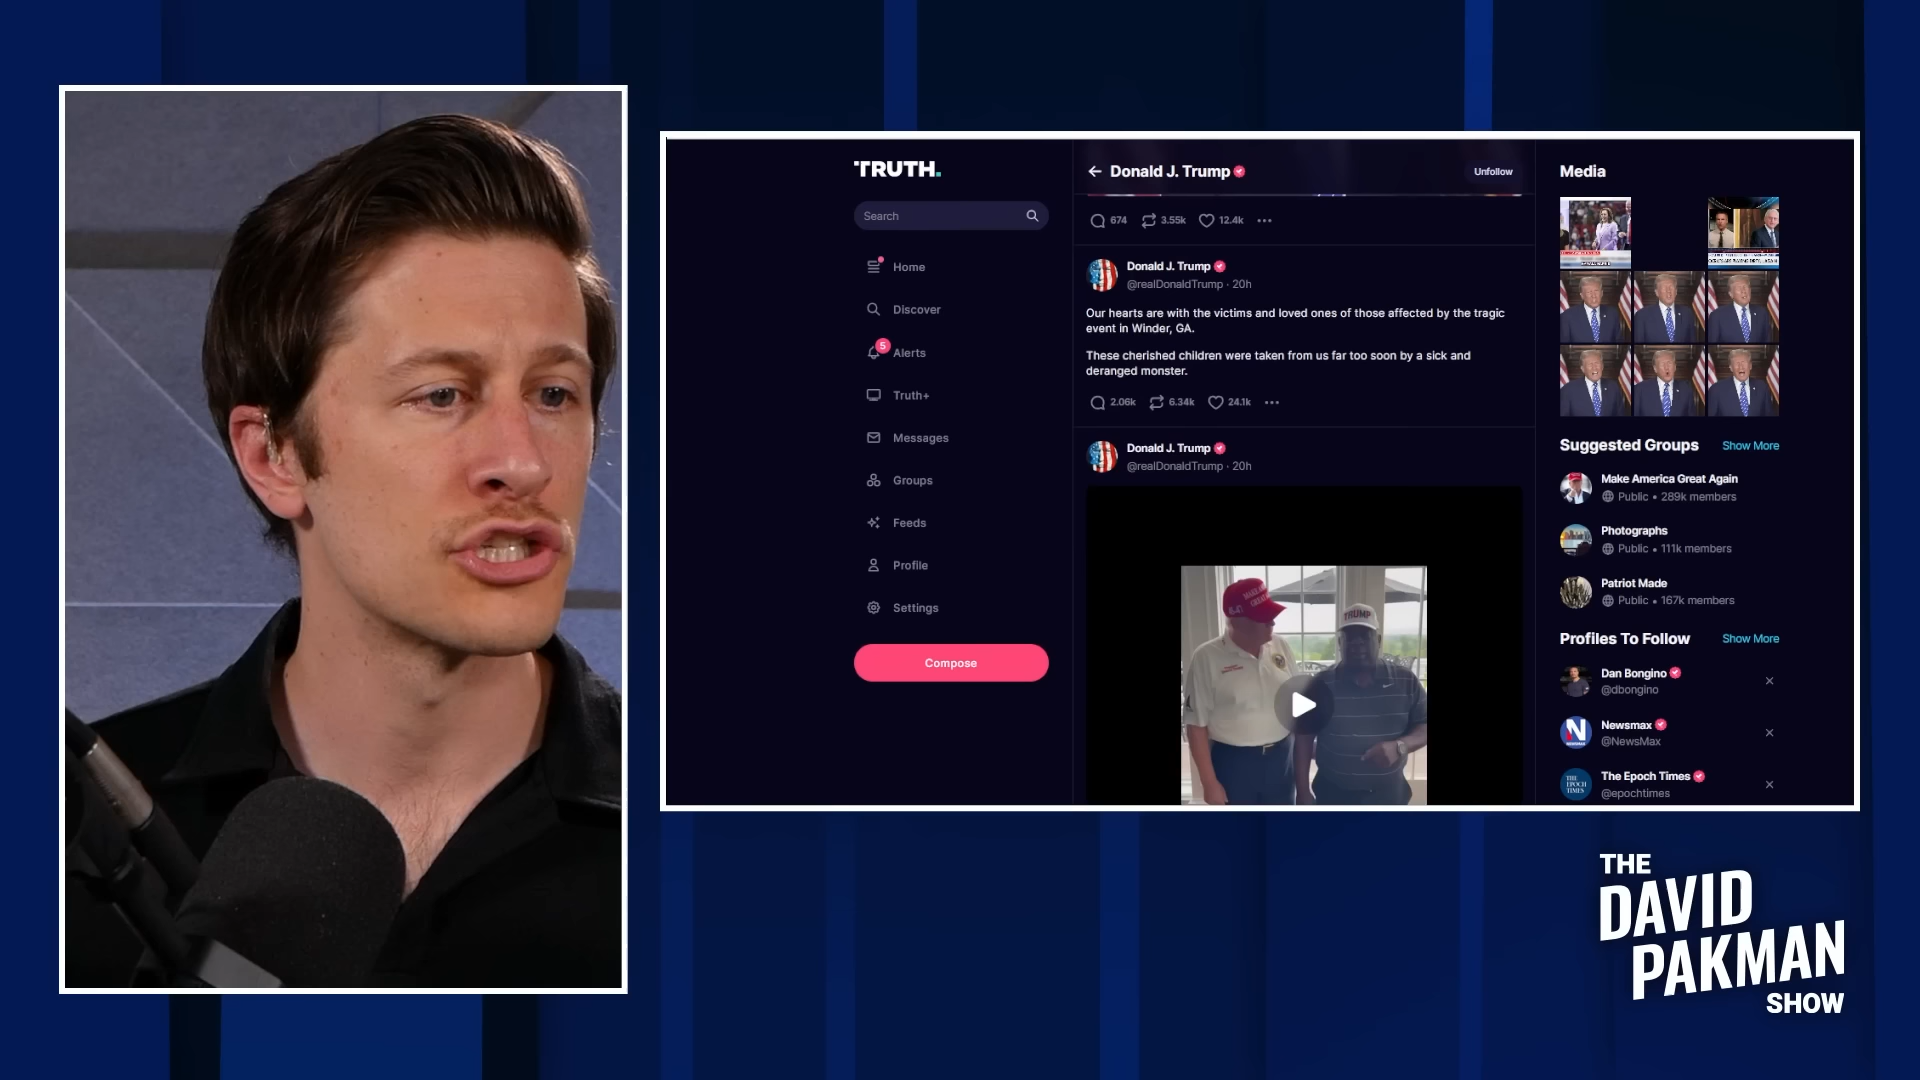 TRUTH.
Search
Home
Discover
5
Alerts
Truth+
Messages
Groups
Feeds
Profile
Settings
Compose
Donald J. Trump
Unfollow
674 3.55k 12.4k
Donald J. Trump
@realDonaldTrump · 20h
Our hearts are with the victims and loved ones of those affected by the tragic
event in Winder, GA.
These cherished children were taken from us far too soon by a sick and
deranged monster.
2.06k 6.34k 24.1k
Donald J. Trump
@realDonaldTrump · 20h
TRUMP
Media
Suggested Groups Show More
Make America Great Again
Public • 289k members
Photographs
Public • 111k members
Patriot Made
Public • 167k members
Profiles To Follow Show More
Dan Bongino
@dbongino
Newsmax
@NewsMax
THE
EPOCH
TIMES
The Epoch Times
@epochtimes
THE
DAVID
PAKMAN
SHOW